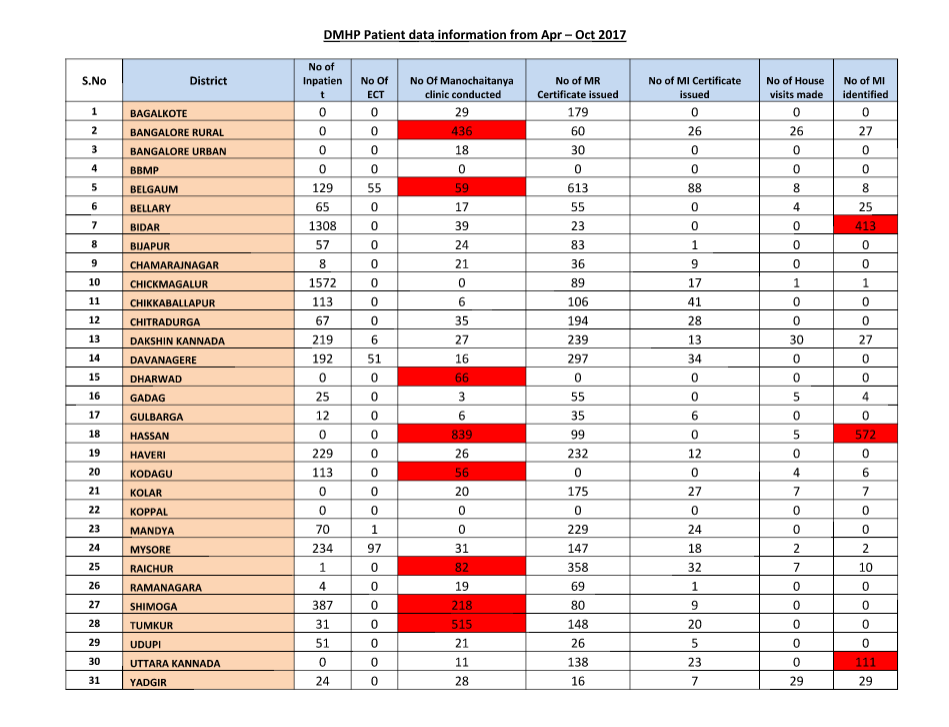 DMHP Patient data information from Apr – Oct 2017
S.No District No of Inpatien t No Of ECT No Of Manochaitanya clinic conducted No of MR Certificate issued No of MI Certificate issued No of House visits made No of MI identified
1 BAGALKOTE 0 0 29 179 0 0 0
2 BANGALORE RURAL 0 0 436 60 26 26 27
3 BANGALORE URBAN 0 0 18 30 0 0 0
4 BBMP 0 0 0 0 0 0 0
5 BELGAUM 129 55 59 613 88 8 8
6 BELLARY 65 0 17 55 0 4 25
7 BIDAR 1308 0 39 23 0 0 413
8 BIJAPUR 57 0 24 83 1 0 0
9 CHAMARAJNAGAR 8 0 21 36 9 0 0
10 CHICKMAGALUR 1572 0 0 89 17 1 1
11 CHIKKABALLAPUR 113 0 6 106 41 0 0
12 CHITRADURGA 67 0 35 194 28 0 0
13 DAKSHIN KANNADA 219 6 27 239 13 30 27
14 DAVANAGERE 192 51 16 297 34 0 0
15 DHARWAD 0 0 66 0 0 0 0
16 GADAG 25 0 3 55 0 5 4
17 GULBARGA 12 0 6 35 6 0 0
18 HASSAN 0 0 839 99 0 5 572
19 HAVERI 229 0 26 232 12 0 0
20 KODAGU 113 0 56 0 0 4 6
21 KOLAR 0 0 20 175 27 7 7
22 KOPPAL 0 0 0 0 0 0 0
23 MANDYA 70 1 0 229 24 0 0
24 MYSORE 234 97 31 147 18 2 2
25 RAICHUR 1 0 82 358 32 7 10
26 RAMANAGARA 4 0 19 69 1 0 0
27 SHIMOGA 387 0 218 80 9 0 0
28 TUMKUR 31 0 515 148 20 0 0
29 UDUPI 51 0 21 26 5 0 0
30 UTTARA KANNADA 0 0 11 138 23 0 111
31 YADGIR 24 0 28 16 7 29 29